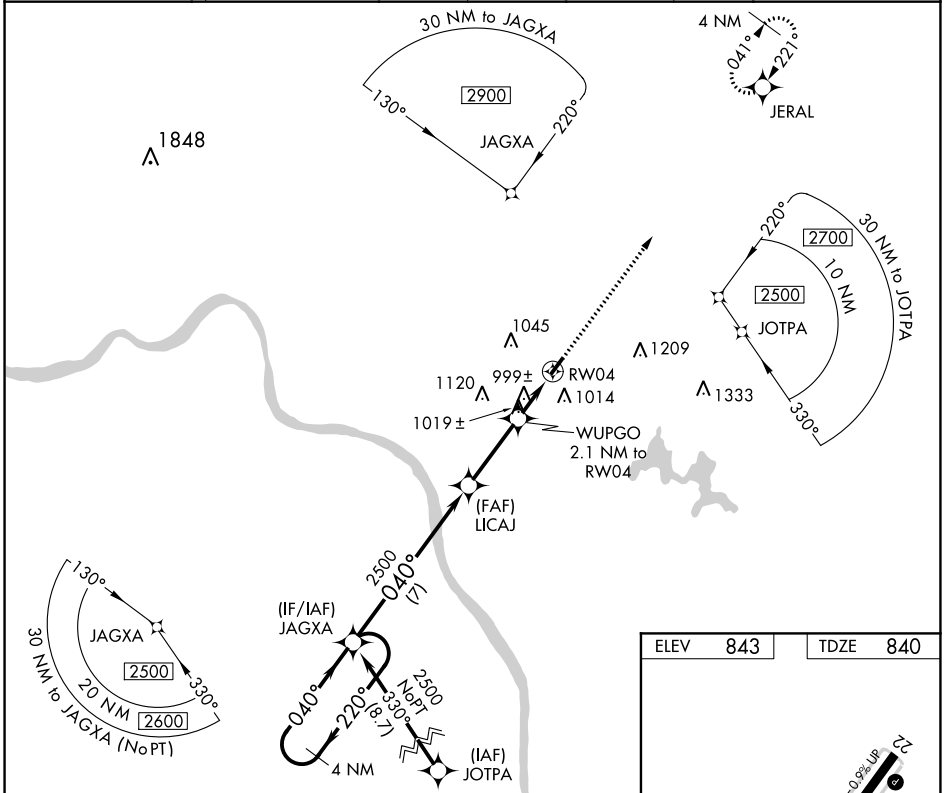 30 NM to JAGXA
2900
130°
220°
JAGXA
4 NM
041°
221°
JERAL
1848
220°
2700
30 NM to JOTPA
10 NM
2500
JOTPA
330°
1045
1209
RW04
1120
999±
1014
1333
1019±
WUPGO
2.1 NM to
RW04
(FAF)
LICAJ
2500
040°
(7)
(IF/IAF)
JAGXA
130°
JAGXA
2500
330°
20 NM
2600
30 NM to JAGXA (NoPT)
040°
220°
4 NM
2500
NoPT
330°
(8.7)
(IAF)
JOTPA
ELEV 843
TDZE 840
22
0.9% UP
P